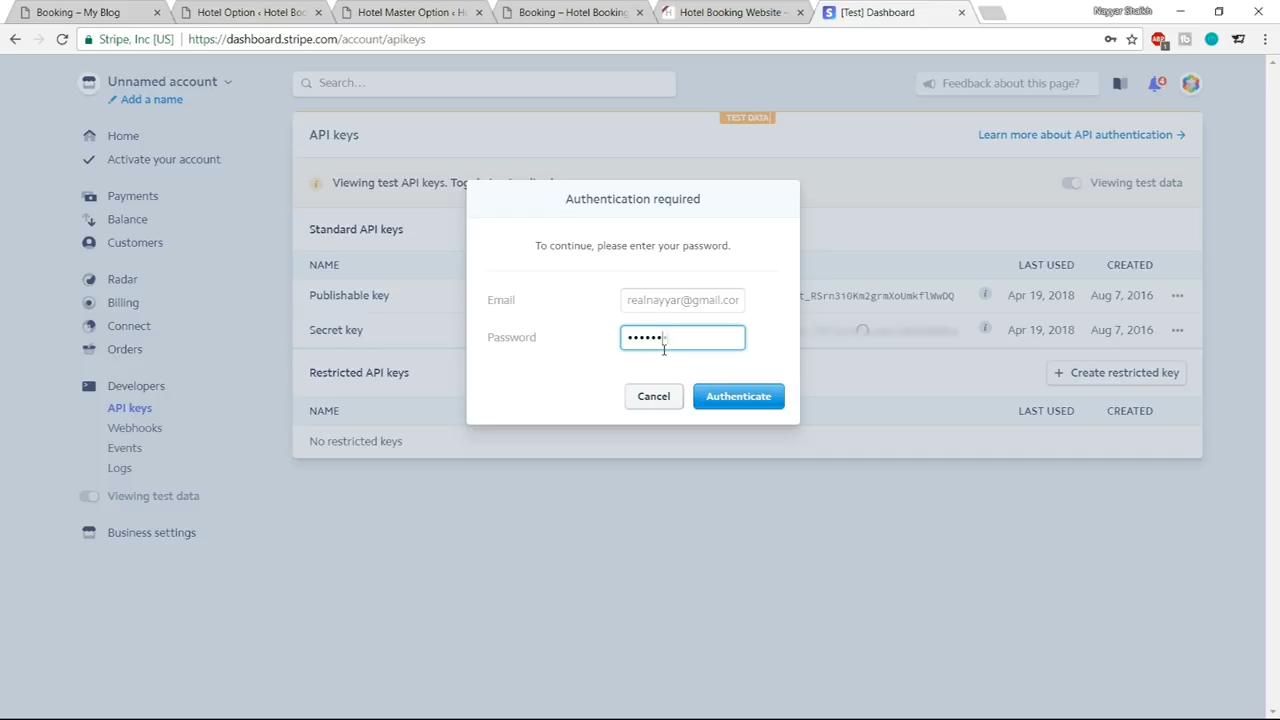 Booking – My Blog
Hotel Option ‹ Hotel Boo
Hotel Master Option ‹ H
Booking – Hotel Booking
Hotel Booking Website –
[Test] Dashboard
Nayyar Shaikh
Stripe, Inc [US]
https://dashboard.stripe.com/account/apikeys
Unnamed account
Add a name
Search...
Feedback about this page?
4
TEST DATA
Home
Activate your account
Payments
Balance
Customers
Radar
Billing
Connect
Orders
Developers
API keys
Webhooks
Events
Logs
Viewing test data
Business settings
API keys
Learn more about API authentication →
Viewing test API keys. Tog
Viewing test data
Standard API keys
NAME LAST USED CREATED
Publishable key t_RSrn3i0Km2grmXoUmkflWwDQ Apr 19, 2018 Aug 7, 2016
Secret key Apr 19, 2018 Aug 7, 2016
Restricted API keys
+ Create restricted key
NAME LAST USED CREATED
No restricted keys
Authentication required
To continue, please enter your password.
Email realnayyar@gmail.cor
Password ••••••
Cancel Authenticate